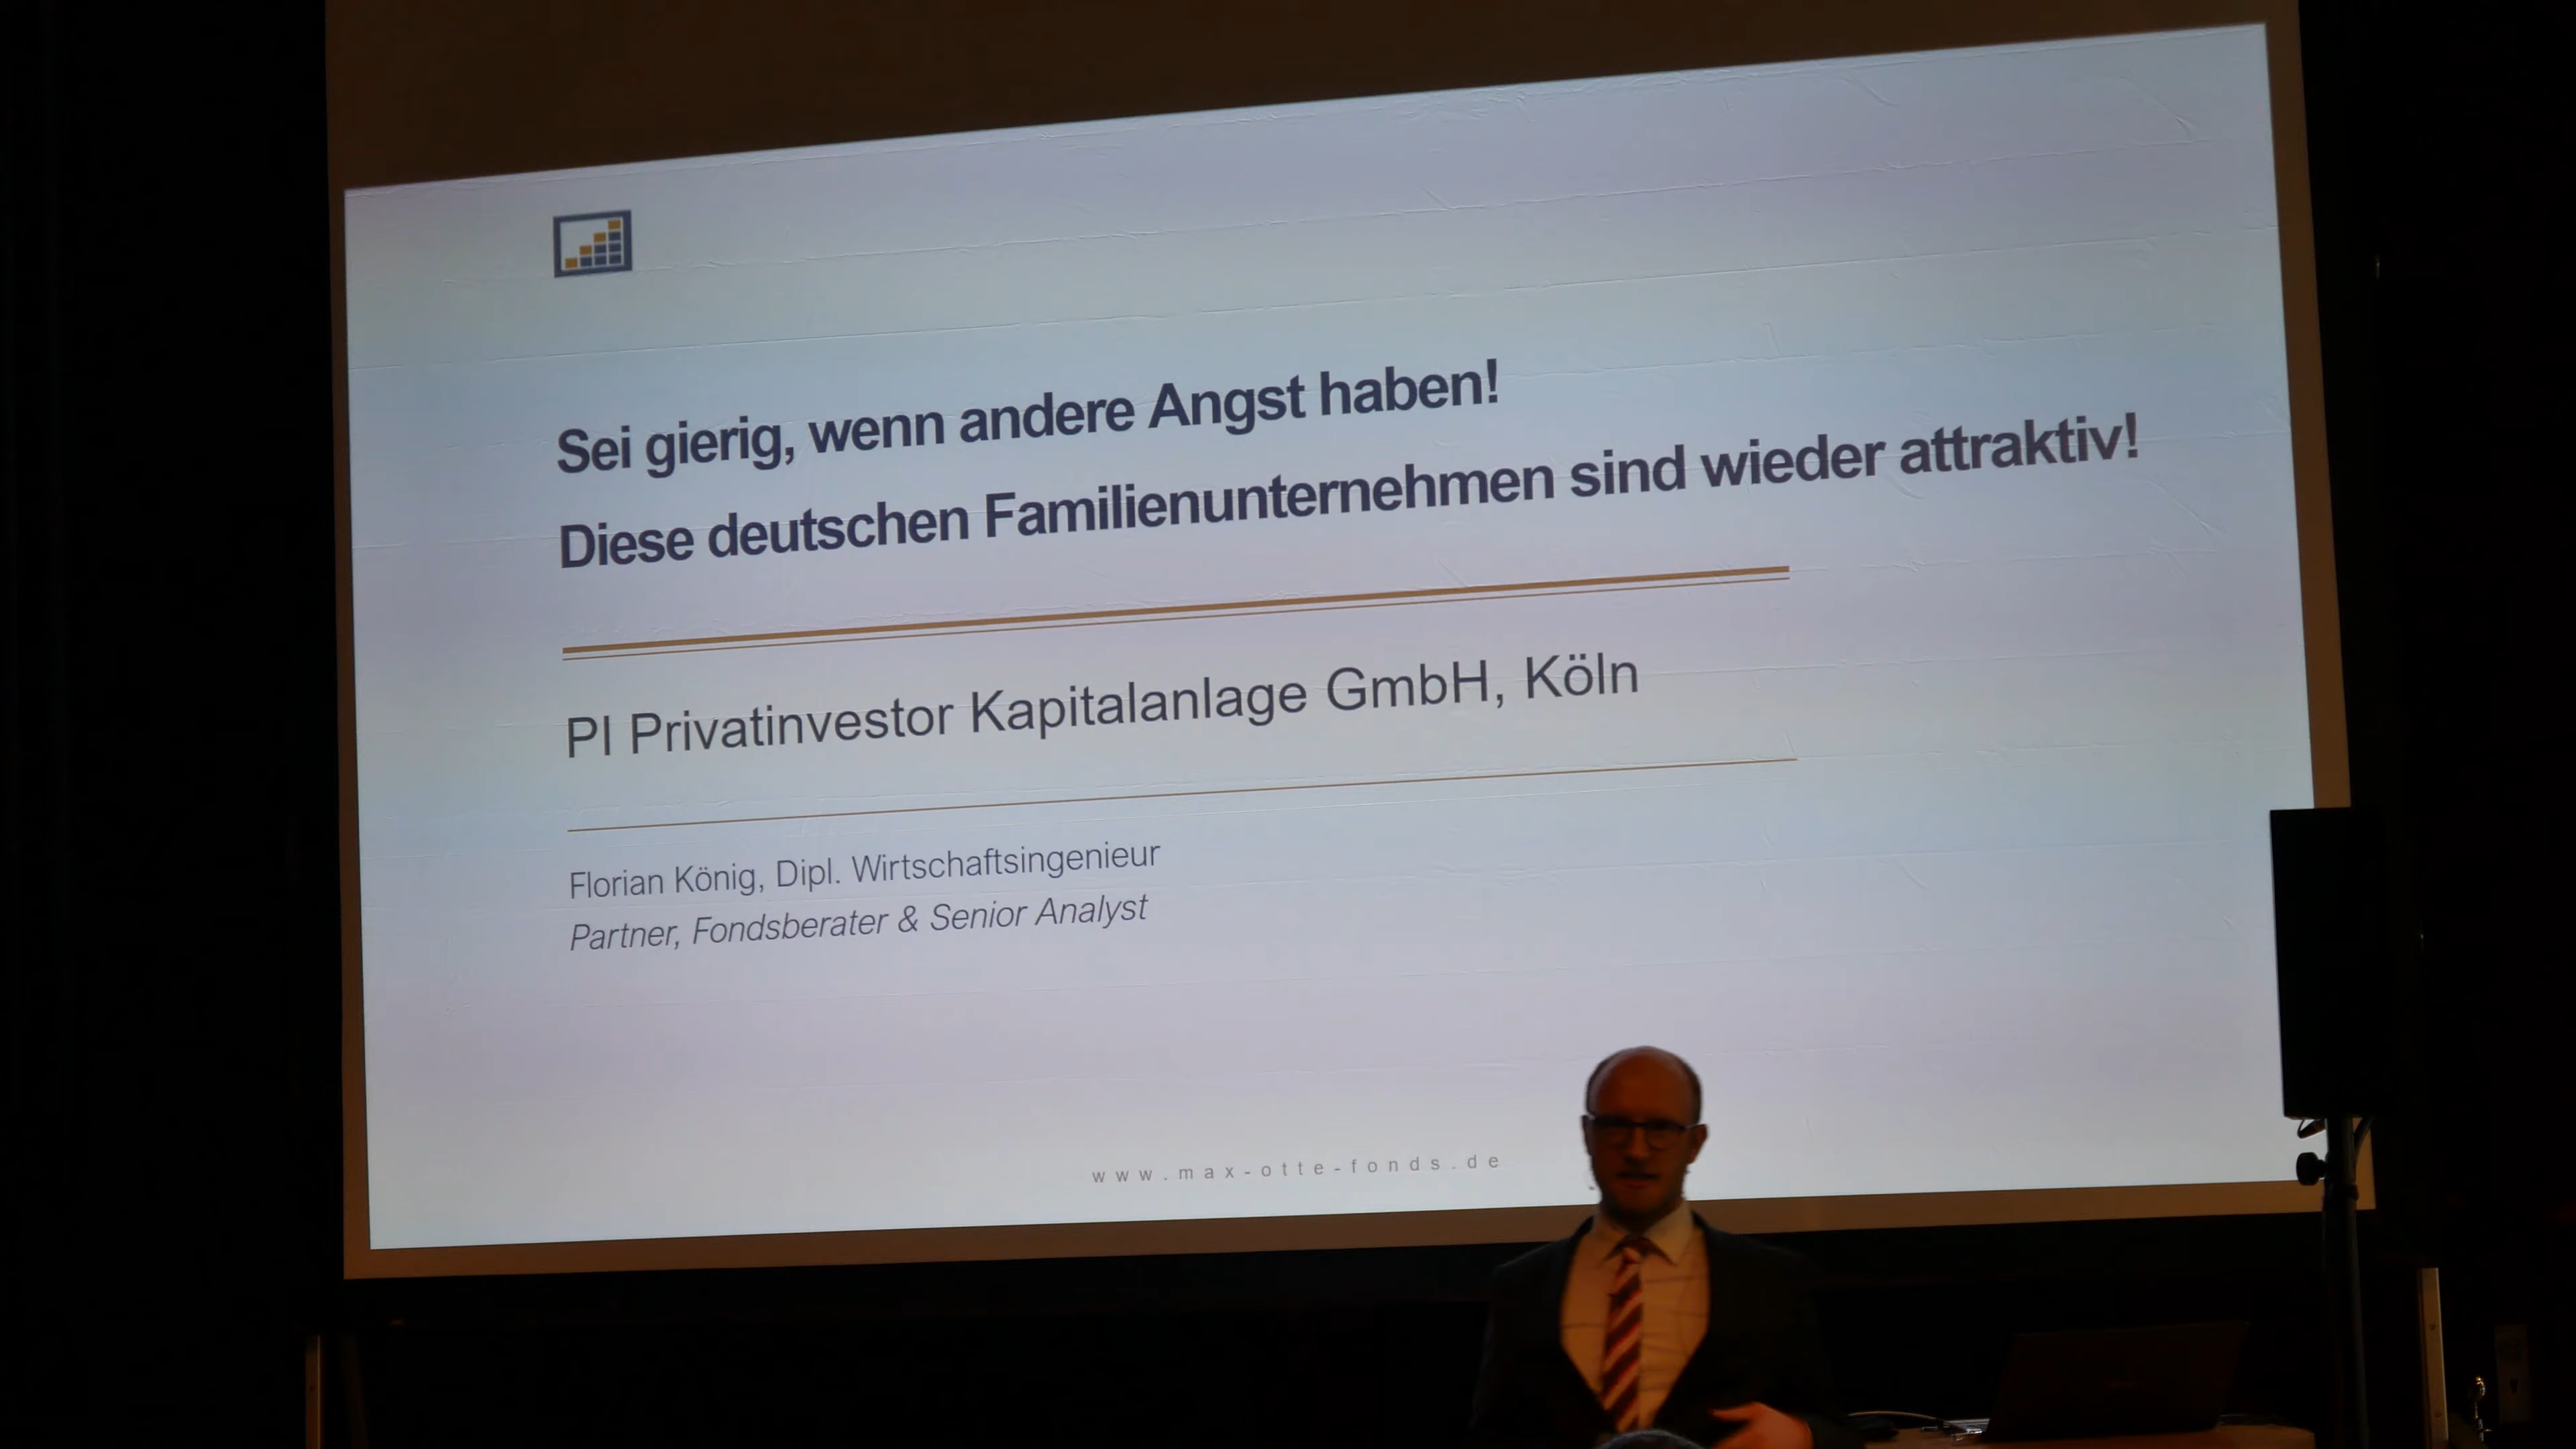 Sei gierig, wenn andere Angst haben!
Diese deutschen Familienunternehmen sind wieder attraktiv!
PI Privatinvestor Kapitalanlage GmbH, Köln
Florian König, Dipl. Wirtschaftsingenieur
Partner, Fondsberater & Senior Analyst
www.max-otte-fonds.de